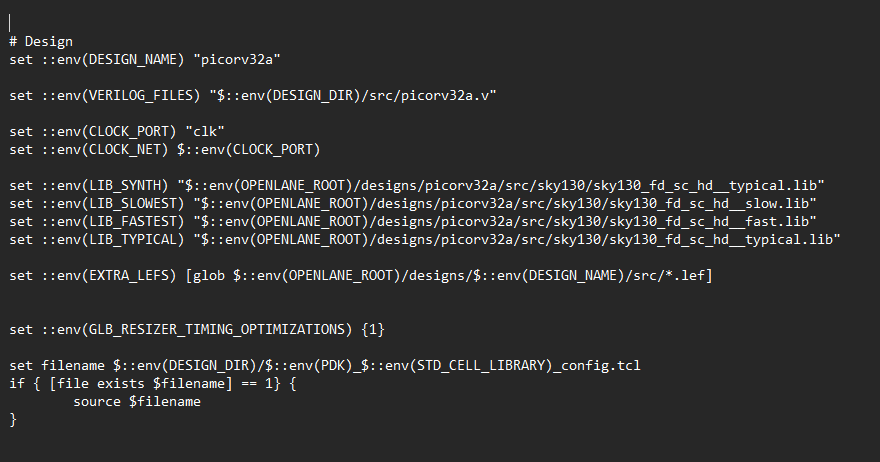 # Design
set ::env(DESIGN_NAME) "picorv32a"
set ::env(VERILOG_FILES) "$::env(DESIGN_DIR)/src/picorv32a.v"
set ::env(CLOCK_PORT) "clk"
set ::env(CLOCK_NET) $::env(CLOCK_PORT)
set ::env(LIB_SYNTH) "$::env(OPENLANE_ROOT)/designs/picorv32a/src/sky130/sky130_fd_sc_hd__typical.lib"
set ::env(LIB_SLOWEST) "$::env(OPENLANE_ROOT)/designs/picorv32a/src/sky130/sky130_fd_sc_hd__slow.lib"
set ::env(LIB_FASTEST) "$::env(OPENLANE_ROOT)/designs/picorv32a/src/sky130/sky130_fd_sc_hd__fast.lib"
set ::env(LIB_TYPICAL) "$::env(OPENLANE_ROOT)/designs/picorv32a/src/sky130/sky130_fd_sc_hd__typical.lib"
set ::env(EXTRA_LEFS) [glob $::env(OPENLANE_ROOT)/designs/$::env(DESIGN_NAME)/src/*.lef]
set ::env(GLB_RESIZER_TIMING_OPTIMIZATIONS) {1}
set filename $::env(DESIGN_DIR)/$::env(PDK)_$::env(STD_CELL_LIBRARY)_config.tcl
if { [file exists $filename] == 1} {
        source $filename
}